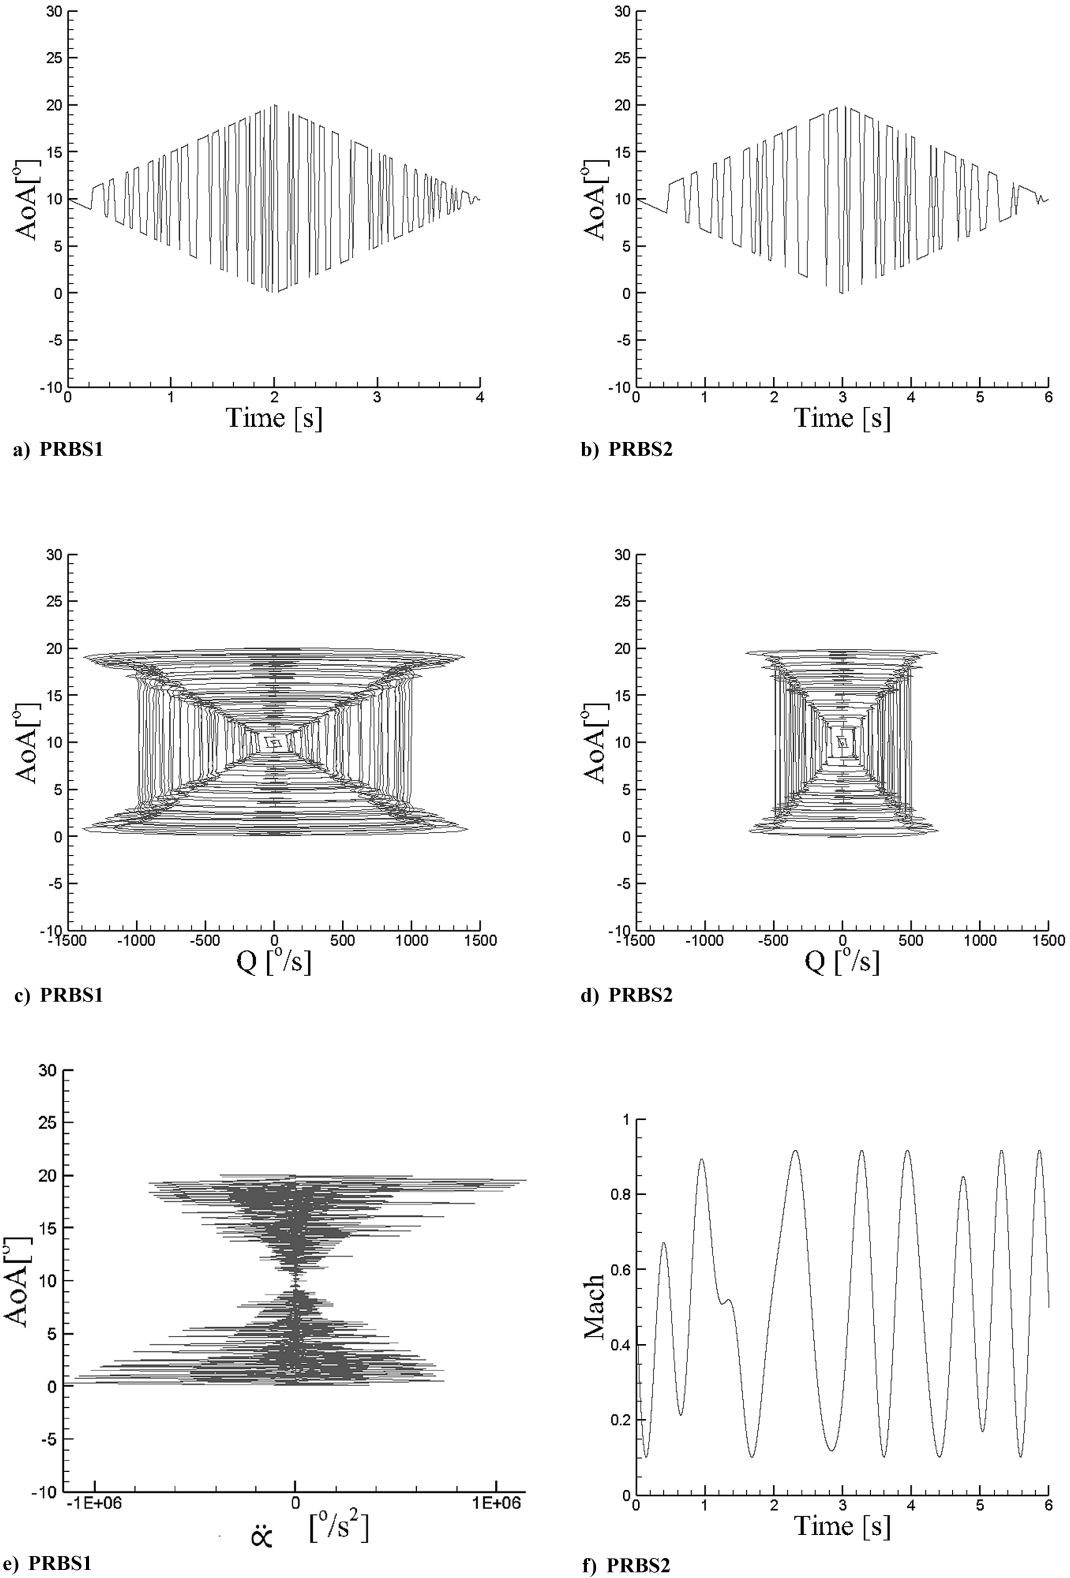 30
25
20
15
10
5
0
-5
-10
AoA[°]
0 1 2 3 4
Time [s]
a) PRBS1
30
25
20
15
10
5
0
-5
-10
AoA[°]
0 1 2 3 4 5 6
Time [s]
b) PRBS2
30
25
20
15
10
5
0
-5
-10
AoA[°]
-1500 -1000 -500 0 500 1000 1500
Q [°/s]
c) PRBS1
30
25
20
15
10
5
0
-5
-10
AoA[°]
-1500 -1000 -500 0 500 1000 1500
Q [°/s]
d) PRBS2
30
25
20
15
10
5
0
-5
-10
AoA[°]
-1E+06 0 1E+06
α̈ [°/s²]
e) PRBS1
1
0.8
0.6
0.4
0.2
0
Mach
0 1 2 3 4 5 6
Time [s]
f) PRBS2